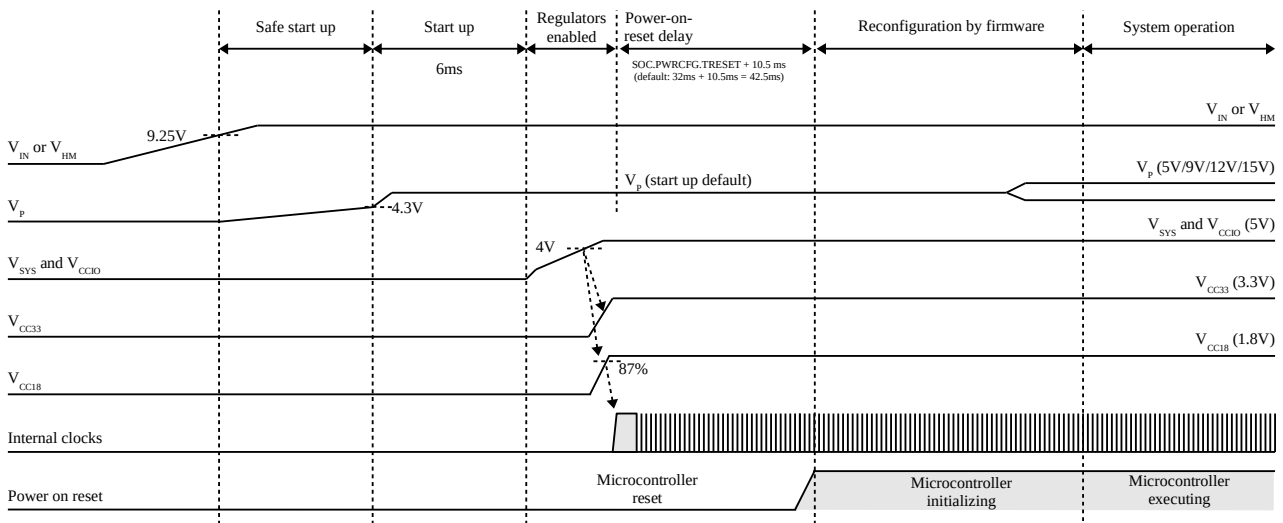 Safe start up
Start up
Regulators
enabled
Power-on-
reset delay
Reconfiguration by firmware
System operation
6ms
SOC.PWRCFG.TRESET + 10.5 ms
(default: 32ms + 10.5ms = 42.5ms)
VIN or VHM
9.25V
VIN or VHM
VP
4.3V
VP (start up default)
VP (5V/9V/12V/15V)
VSYS and VCCIO
4V
VSYS and VCCIO (5V)
VCC33
VCC33 (3.3V)
VCC18
87%
VCC18 (1.8V)
Internal clocks
Power on reset
Microcontroller
reset
Microcontroller
initializing
Microcontroller
executing